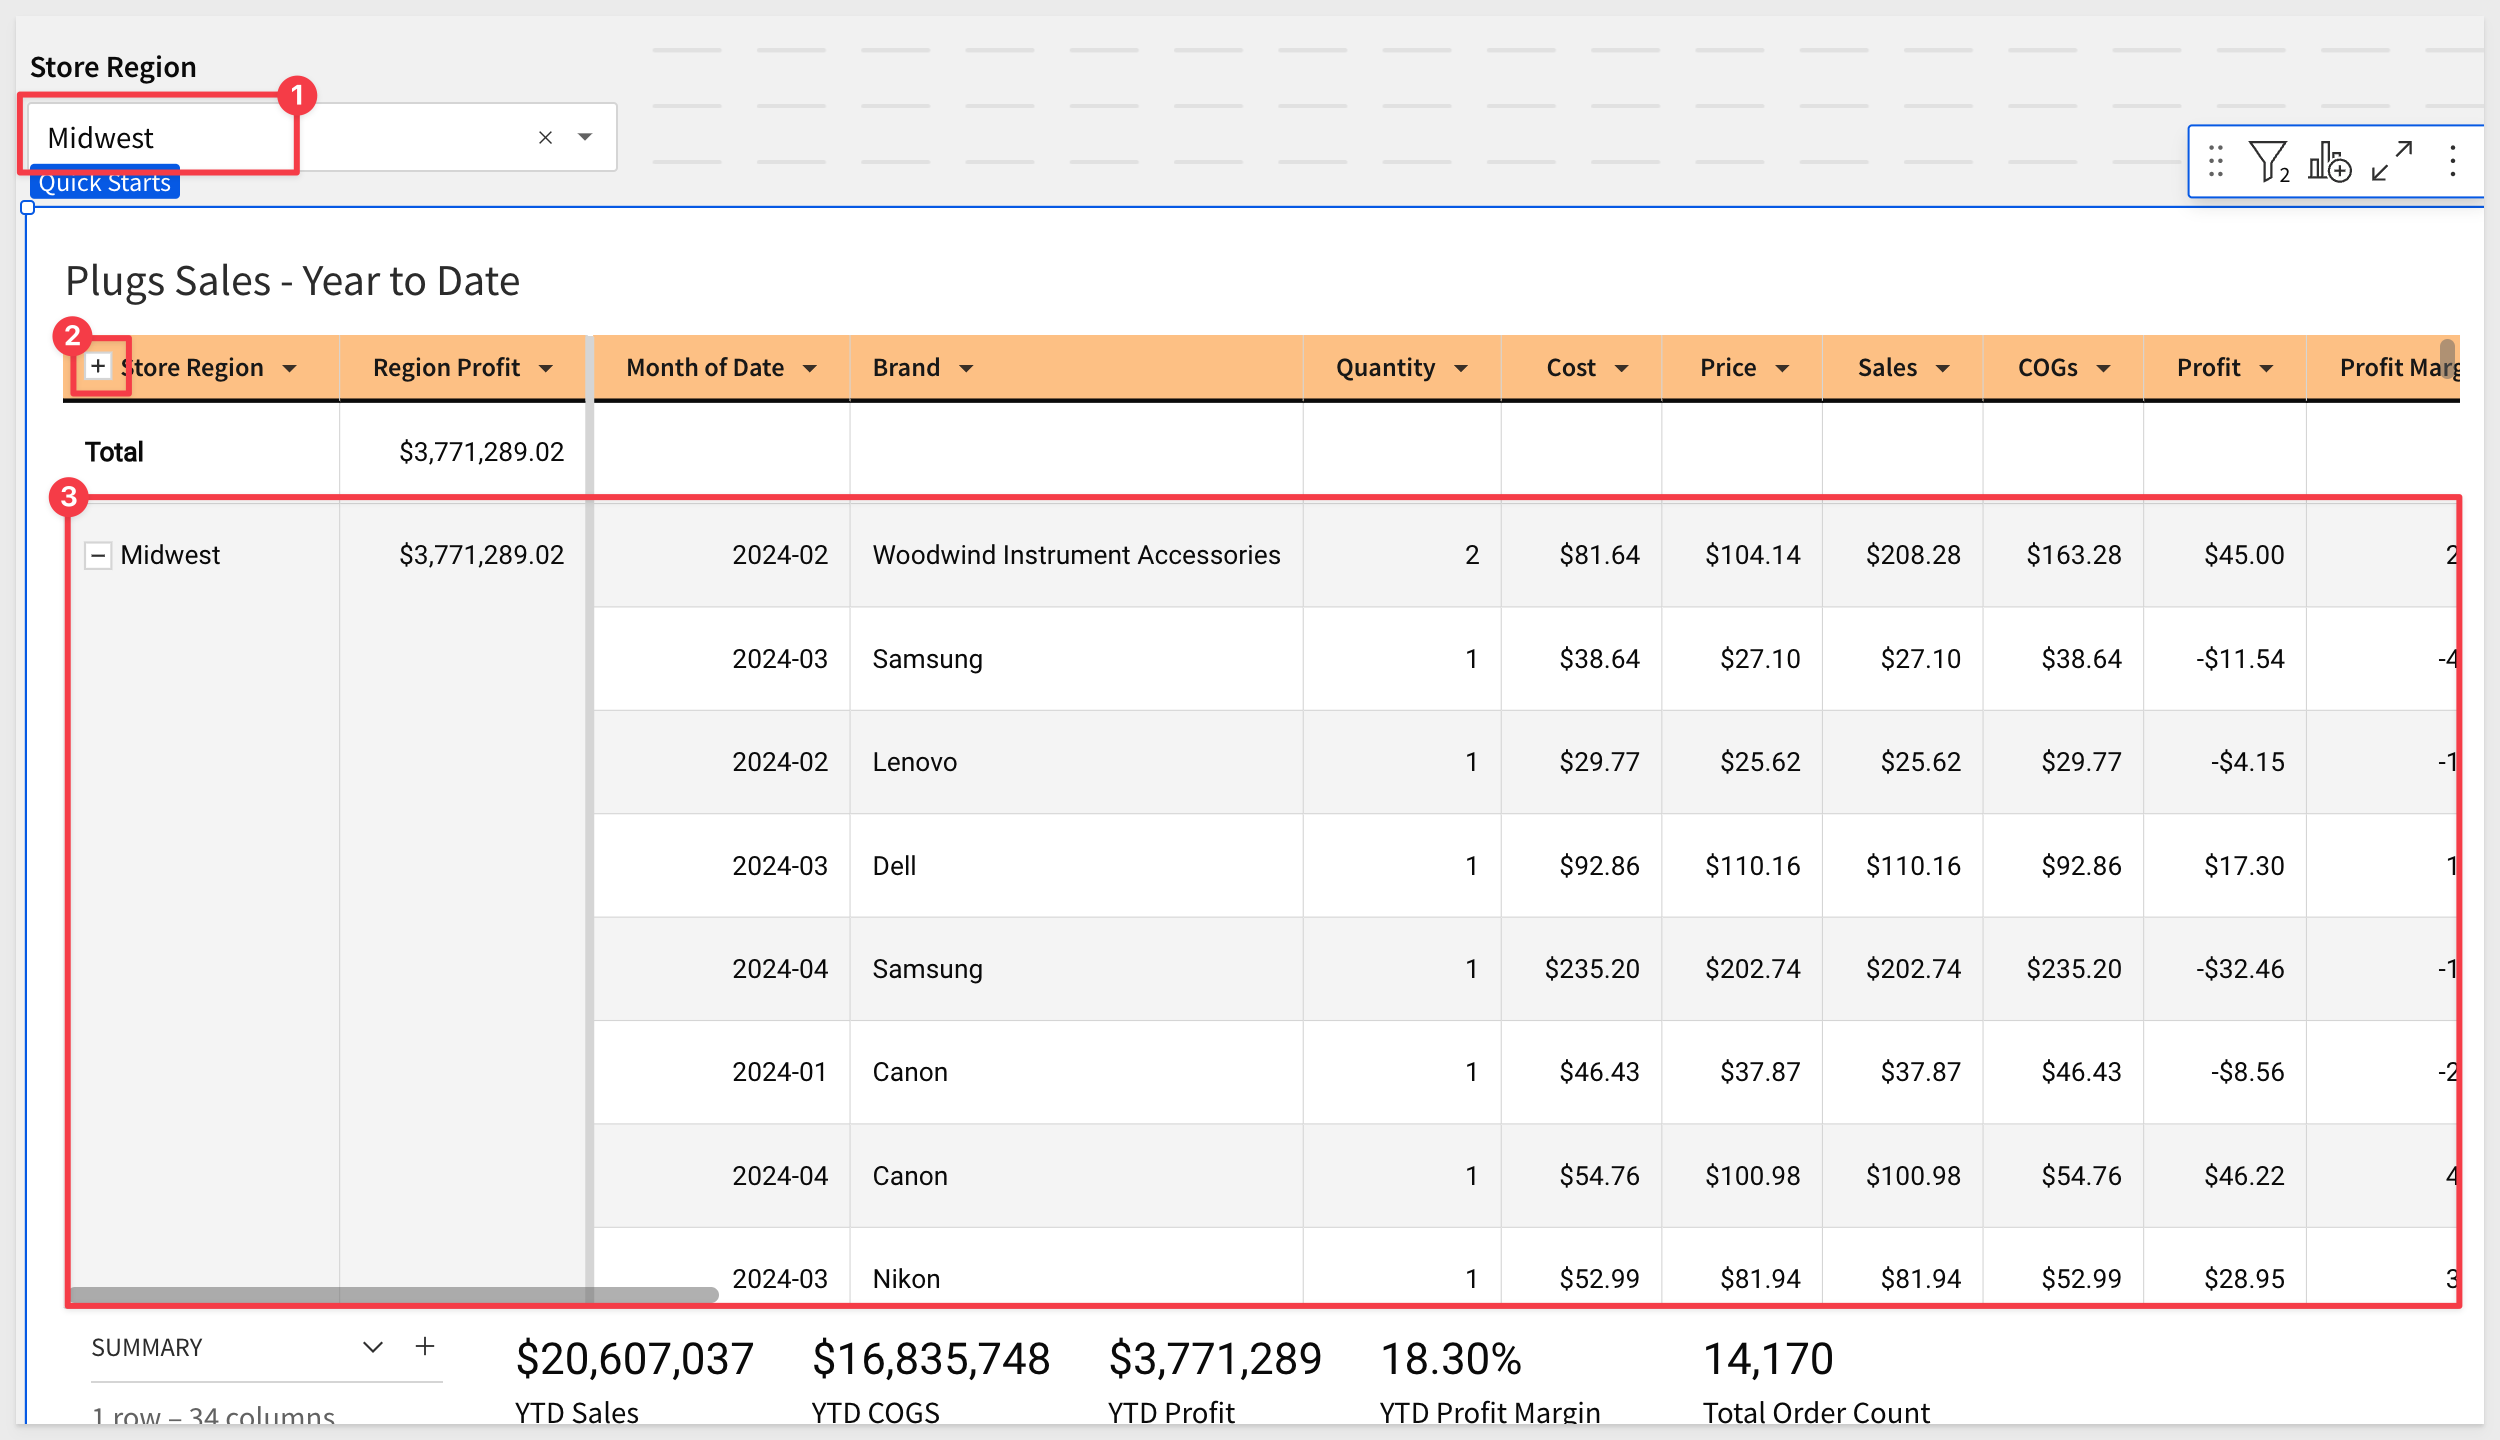 Store Region
1
Midwest
Quick Starts
2
Plugs Sales - Year to Date
2
Store Region Region Profit Month of Date Brand Quantity Cost Price Sales COGs Profit Profit Marg
Total $3,771,289.02
3
Midwest $3,771,289.02 2024-02 Woodwind Instrument Accessories 2 $81.64 $104.14 $208.28 $163.28 $45.00 2
2024-03 Samsung 1 $38.64 $27.10 $27.10 $38.64 -$11.54 -4
2024-02 Lenovo 1 $29.77 $25.62 $25.62 $29.77 -$4.15 -1
2024-03 Dell 1 $92.86 $110.16 $110.16 $92.86 $17.30 1
2024-04 Samsung 1 $235.20 $202.74 $202.74 $235.20 -$32.46 -1
2024-01 Canon 1 $46.43 $37.87 $37.87 $46.43 -$8.56 -2
2024-04 Canon 1 $54.76 $100.98 $100.98 $54.76 $46.22 4
2024-03 Nikon 1 $52.99 $81.94 $81.94 $52.99 $28.95 3
SUMMARY $20,607,037 $16,835,748 $3,771,289 18.30% 14,170
1 row – 34 columns YTD Sales YTD COGS YTD Profit YTD Profit Margin Total Order Count